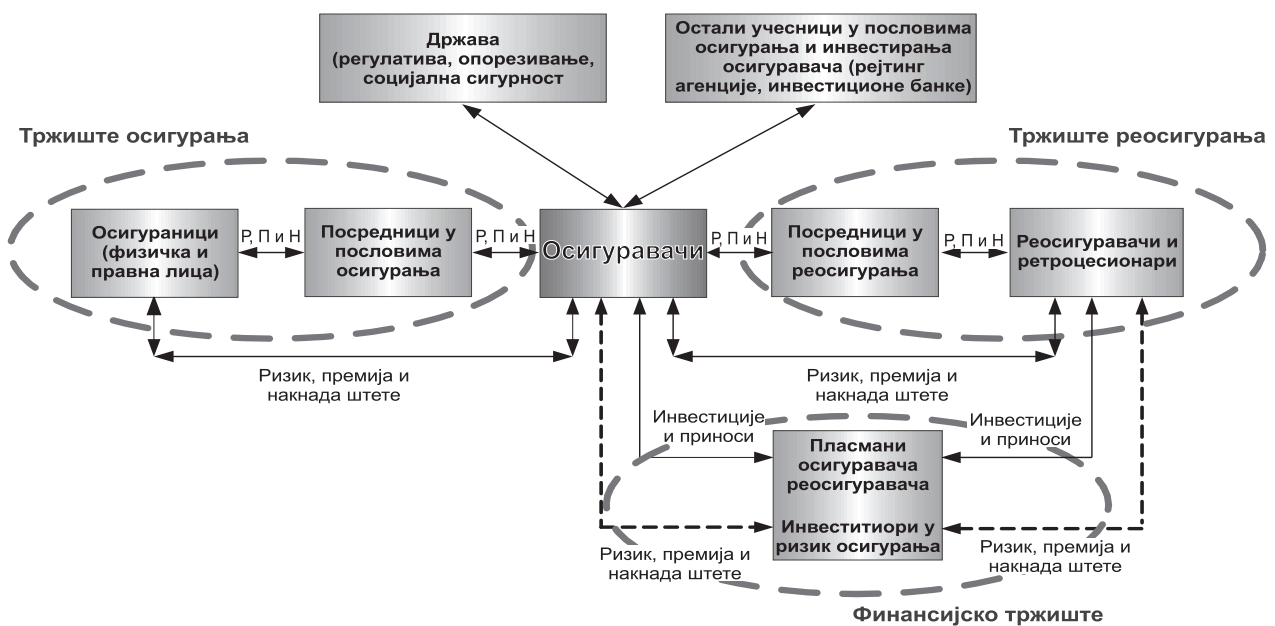 Држава
(регулатива, опорезивање,
социјална сигурност
Остали учесници у пословима
осигурања и инвестирања
осигуравача (рејтинг
агенције, инвестиционе банке)
Тржиште осигурања
Тржиште реосигурања
Осигураници
(физичка и
правна лица)
Р, П и Н
Посредници у
пословима
осигурања
Р, П и Н
Осигуравачи
Р, П и Н
Посредници у
пословима
реосигурања
Р, П и Н
Реосигуравачи и
ретроцесионари
Ризик, премија и
накнада штете
Ризик, премија и
накнада штете
Инвестиције
и приноси
Инвестиције
и приноси
Пласмани
осигуравача
реосигуравача
Инвеститиори у
ризик осигурања
Ризик, премија и
накнада штете
Ризик, премија и
накнада штете
Финансијско тржиште